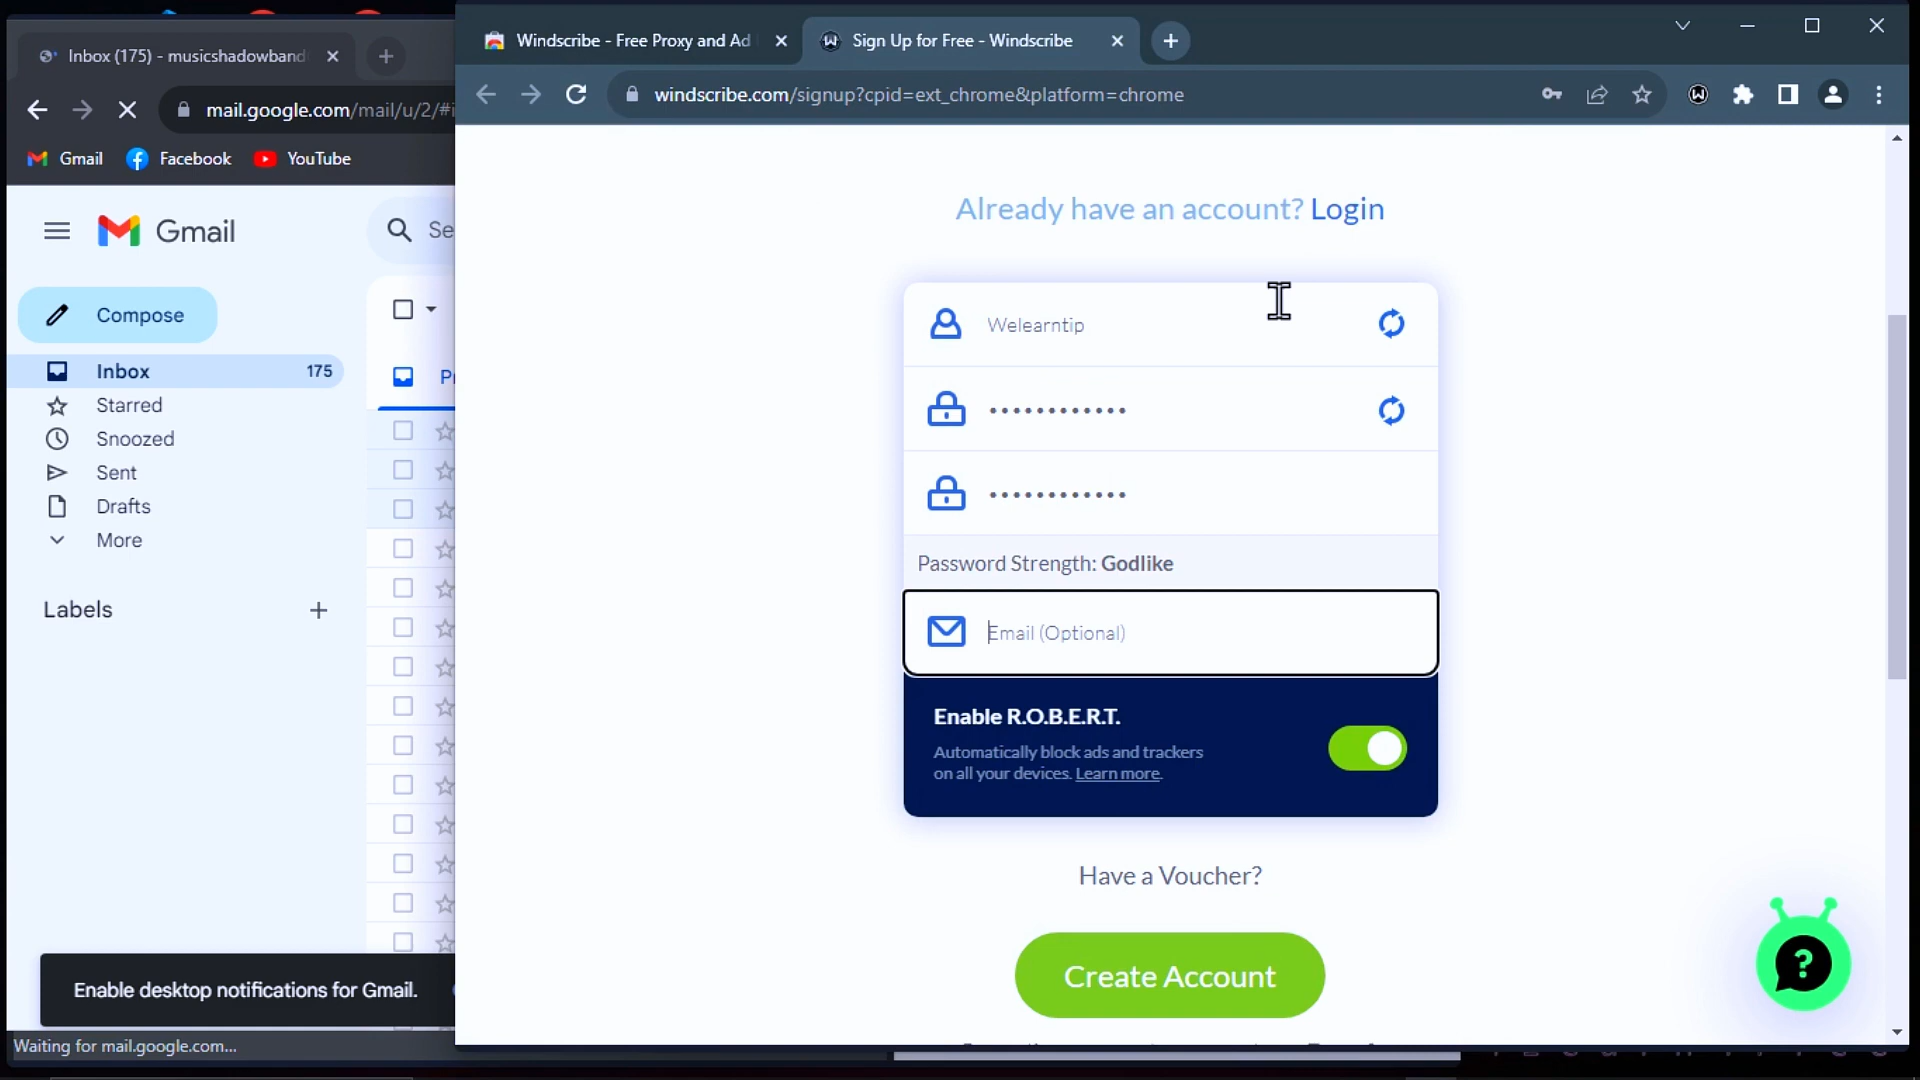 Inbox (175) - musicshadowband
mail.google.com/mail/u/2/#i
Gmail
Facebook
YouTube
Gmail
Se
Compose
Inbox 175
Starred
Snoozed
Sent
Drafts
More
Labels
Enable desktop notifications for Gmail.
Waiting for mail.google.com...
Windscribe - Free Proxy and Ad
Sign Up for Free - Windscribe
windscribe.com/signup?cpid=ext_chrome&platform=chrome
Already have an account? Login
Welearntip
Password Strength: Godlike
Email (Optional)
Enable R.O.B.E.R.T.
Automatically block ads and trackers
on all your devices. Learn more.
Have a Voucher?
Create Account